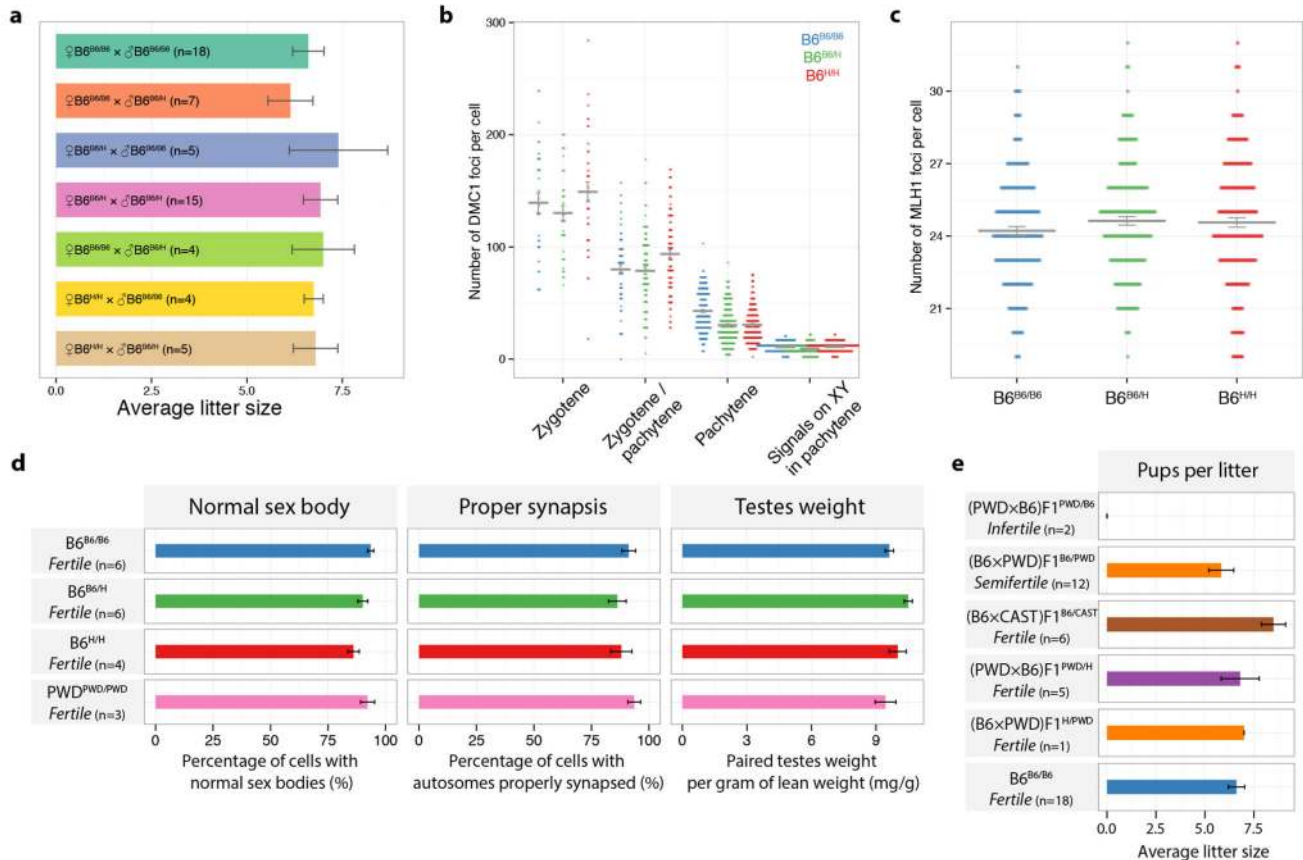 a
♀B6B6/B6 × ♂B6B6/B6 (n=18)
♀B6B6/B6 × ♂B6B6/H (n=7)
♀B6B6/H × ♂B6B6/B6 (n=5)
♀B6B6/H × ♂B6B6/H (n=15)
♀B6B6/B6 × ♂B6B6/H (n=4)
♀B6H/H × ♂B6B6/B6 (n=4)
♀B6H/H × ♂B6B6/H (n=5)
0.0 2.5 5.0 7.5
Average litter size
b
Number of DMC1 foci per cell
300
200
100
0
B6B6/B6
B6B6/H
B6H/H
Zygotene
Zygotene /
pachytene
Pachytene
Signals on XY
in pachytene
c
Number of MLH1 foci per cell
30
27
24
21
B6B6/B6 B6B6/H B6H/H
d
Normal sex body Proper synapsis Testes weight
B6B6/B6
Fertile (n=6)
B6B6/H
Fertile (n=6)
B6H/H
Fertile (n=4)
PWDPWD/PWD
Fertile (n=3)
0 25 50 75 100 0 25 50 75 100 0 3 6 9
Percentage of cells with
normal sex bodies (%)
Percentage of cells with
autosomes properly synapsed (%)
Paired testes weight
per gram of lean weight (mg/g)
e
Pups per litter
(PWD×B6)F1PWD/B6
Infertile (n=2)
(B6×PWD)F1B6/PWD
Semifertile (n=12)
(B6×CAST)F1B6/CAST
Fertile (n=6)
(PWD×B6)F1PWD/H
Fertile (n=5)
(B6×PWD)F1H/PWD
Fertile (n=1)
B6B6/B6
Fertile (n=18)
0.0 2.5 5.0 7.5
Average litter size